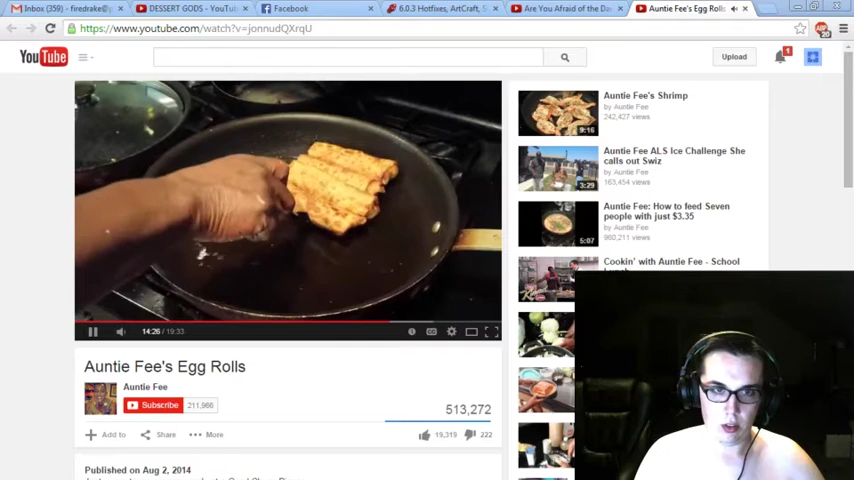 Inbox (359) - firedrake@g
DESSERT GODS - YouTub
Facebook
6.0.3 Hotfixes, ArtCraft, S
Are You Afraid of the Da
Auntie Fee's Egg Rolls
https://www.youtube.com/watch?v=jonnudQXrqU
20
YouTube
Upload
1
Auntie Fee's Shrimp
by Auntie Fee
242,427 views
9:16
Auntie Fee ALS Ice Challenge She
calls out Swiz
by Auntie Fee
163,454 views
3:29
Auntie Fee: How to feed Seven
people with just $3.35
by Auntie Fee
960,211 views
5:07
Cookin' with Auntie Fee - School
14:26 / 19:33
Auntie Fee's Egg Rolls
Auntie Fee
Subscribe 211,966
513,272
Add to Share More
19,319 222
Published on Aug 2, 2014